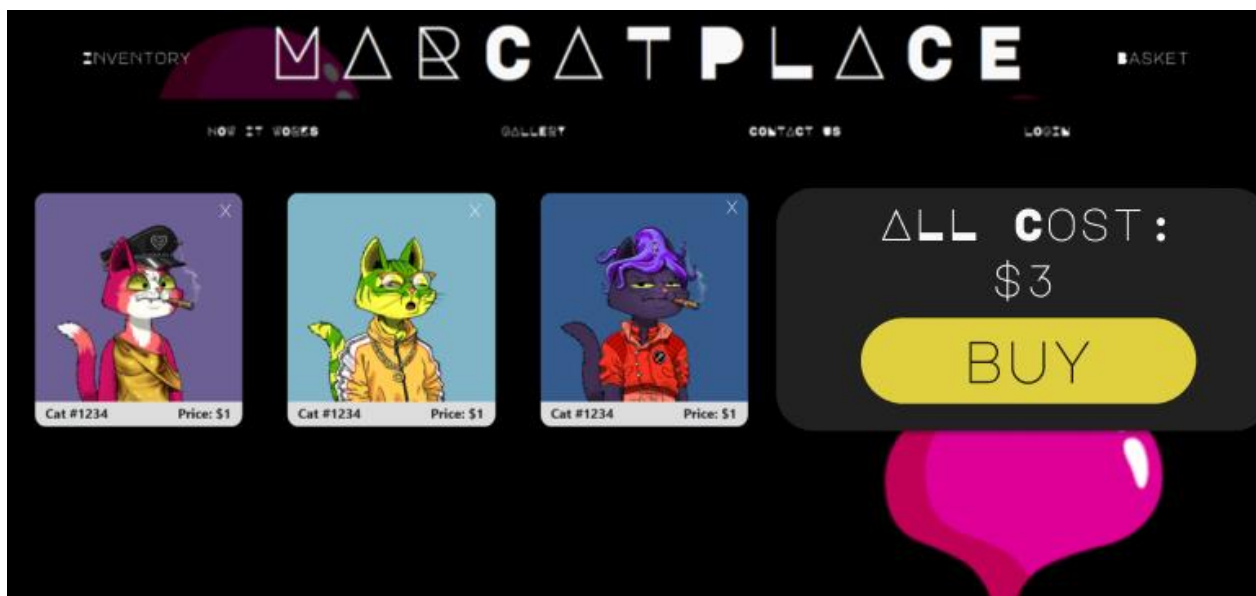 INVENTORY
MARCATPLACE
BASKET
HOW IT WORKS
GALLERY
CONTACT US
LOGIN
X
X
X
Cat #1234 Price: $1
Cat #1234 Price: $1
Cat #1234 Price: $1
ALL COST:
$3
BUY